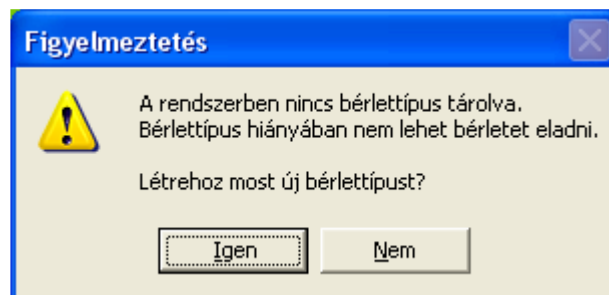 Figyelmeztetés
A rendszerben nincs bérlettípus tárolva.
Bérlettípus hiányában nem lehet bérletet eladni.
Létrehoz most új bérlettípust?
Igen
Nem